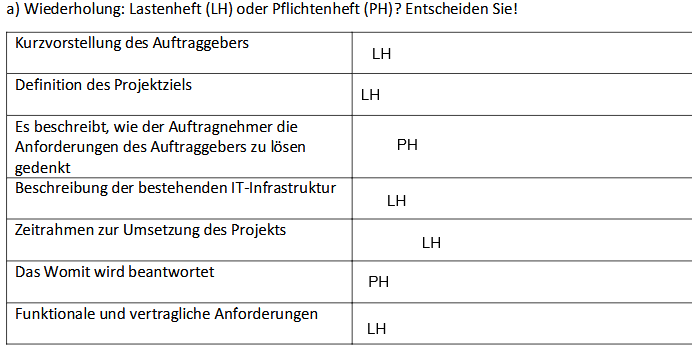 a) Wiederholung: Lastenheft (LH) oder Pflichtenheft (PH)? Entscheiden Sie!
Kurzvorstellung des Auftraggebers LH
Definition des Projektziels LH
Es beschreibt, wie der Auftragnehmer die
Anforderungen des Auftraggebers zu lösen PH
gedenkt
Beschreibung der bestehenden IT-Infrastruktur LH
Zeitrahmen zur Umsetzung des Projekts LH
Das Womit wird beantwortet PH
Funktionale und vertragliche Anforderungen LH